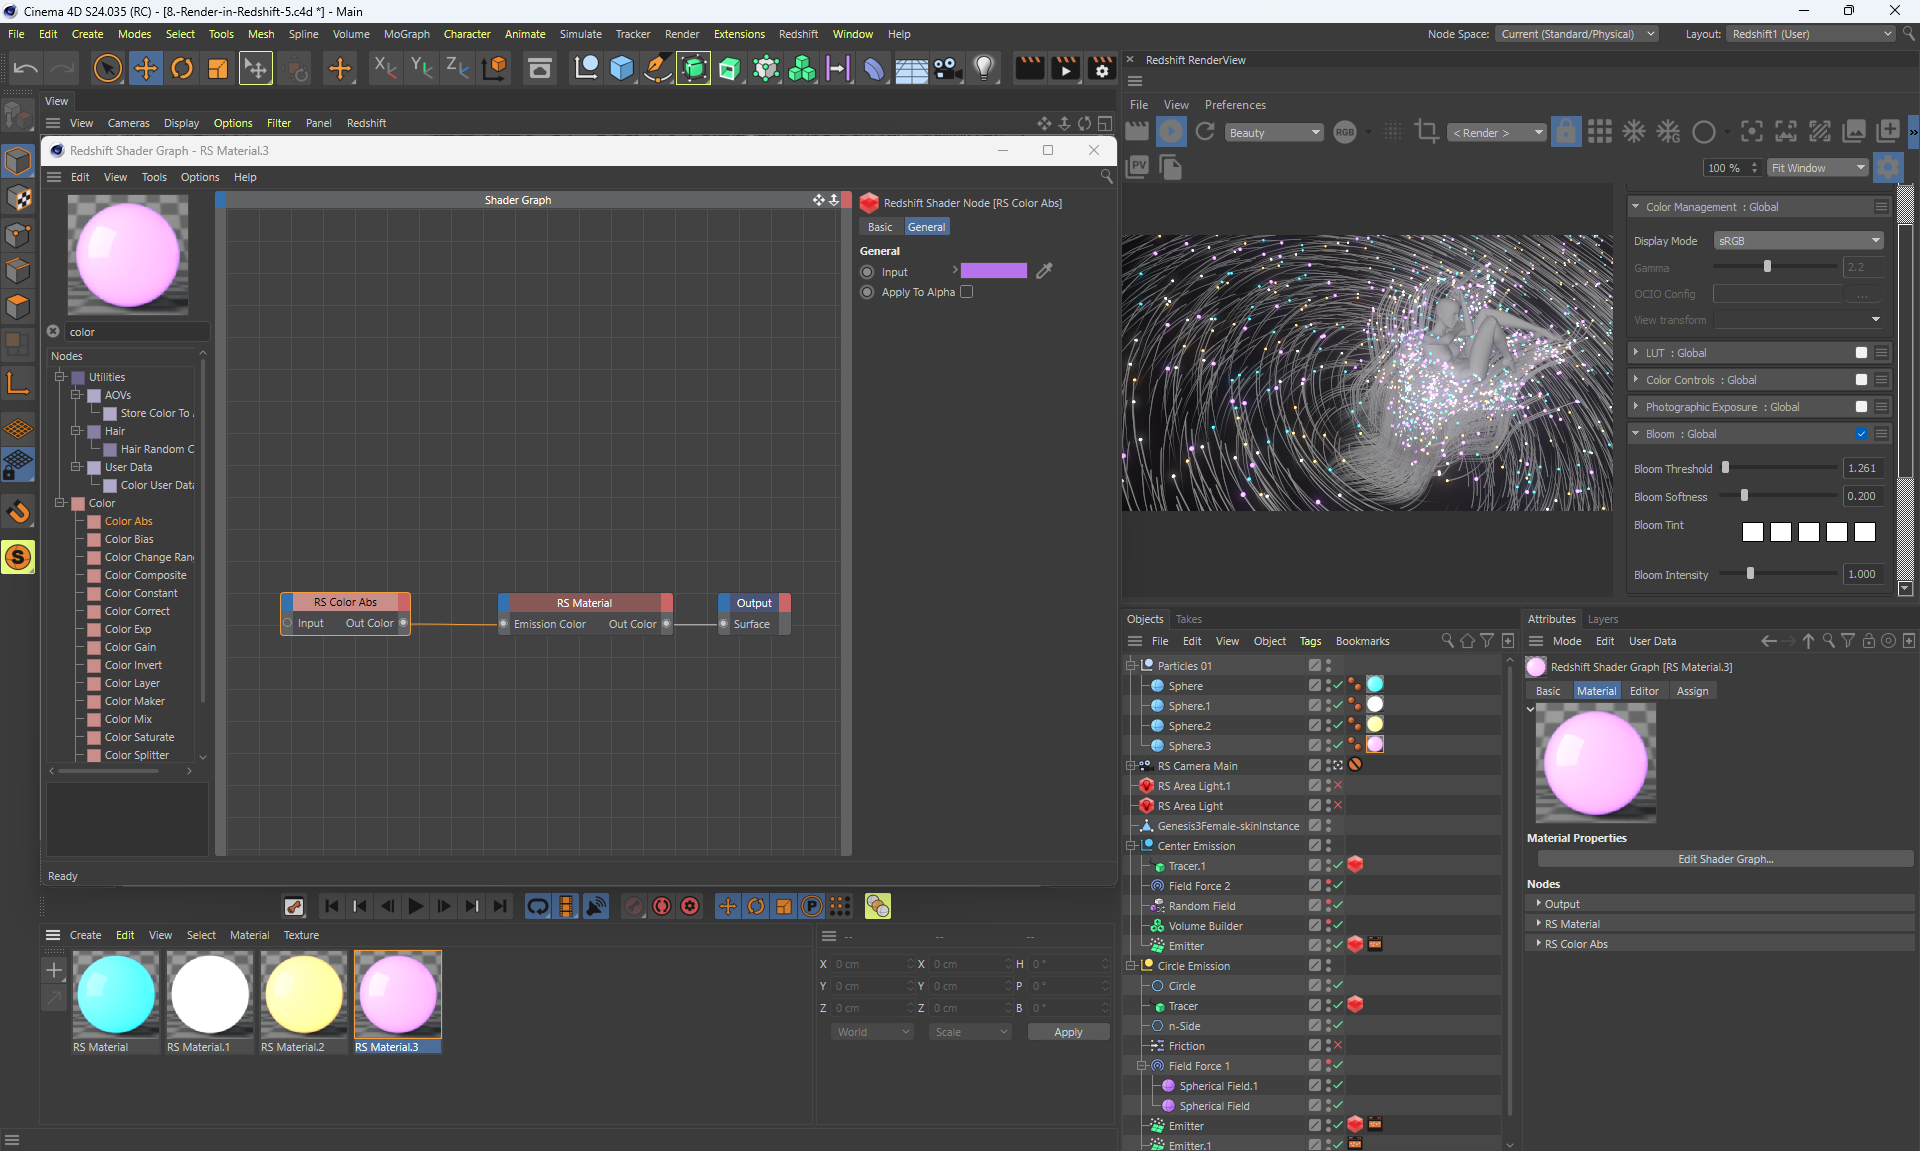 Cinema 4D S24.035 (RC) - [8.-Render-in-Redshift-5.c4d *] - Main
File Edit Create Modes Select Tools Mesh Spline Volume MoGraph Character Animate Simulate Tracker Render Extensions Redshift Window Help
Node Space: Current (Standard/Physical) Layout: Redshift1 (User)
Redshift RenderView
View
File View Preferences
View Cameras Display Options Filter Panel Redshift
Beauty RGB < Render >
Redshift Shader Graph - RS Material.3
PV 100 % Fit Window
Edit View Tools Options Help
Shader Graph
Redshift Shader Node [RS Color Abs]
Basic General
General
Input
Apply To Alpha
color
Nodes
Utilities
AOVs
Store Color To
Hair
Hair Random C
User Data
Color User Data
Color
Color Abs
Color Bias
Color Change Ran
Color Composite
Color Constant
Color Correct
Color Exp
Color Gain
Color Invert
Color Layer
Color Maker
Color Mix
Color Saturate
Color Splitter
RS Color Abs
Input Out Color
RS Material
Emission Color Out Color
Output
Surface
Ready
Color Management : Global
Display Mode sRGB
Gamma 2.2
OCIO Config ...
View transform
LUT : Global
Color Controls : Global
Photographic Exposure : Global
Bloom : Global
Bloom Threshold 1.261
Bloom Softness 0.200
Bloom Tint
Bloom Intensity 1.000
Objects Takes
File Edit View Object Tags Bookmarks
Particles 01
Sphere
Sphere.1
Sphere.2
Sphere.3
RS Camera Main
RS Area Light.1
RS Area Light
Genesis3Female-skinInstance
Center Emission
Tracer.1
Field Force 2
Random Field
Volume Builder
Emitter
Circle Emission
Circle
Tracer
n-Side
Friction
Field Force 1
Spherical Field.1
Spherical Field
Emitter
Emitter.1
Attributes Layers
Mode Edit User Data
Redshift Shader Graph [RS Material.3]
Basic Material Editor Assign
Material Properties
Edit Shader Graph...
Nodes
Output
RS Material
RS Color Abs
Create Edit View Select Material Texture
RS Material RS Material.1 RS Material.2 RS Material.3
-- -- --
X 0 cm X 0 cm H 0 °
Y 0 cm Y 0 cm P 0 °
Z 0 cm Z 0 cm B 0 °
World Scale Apply